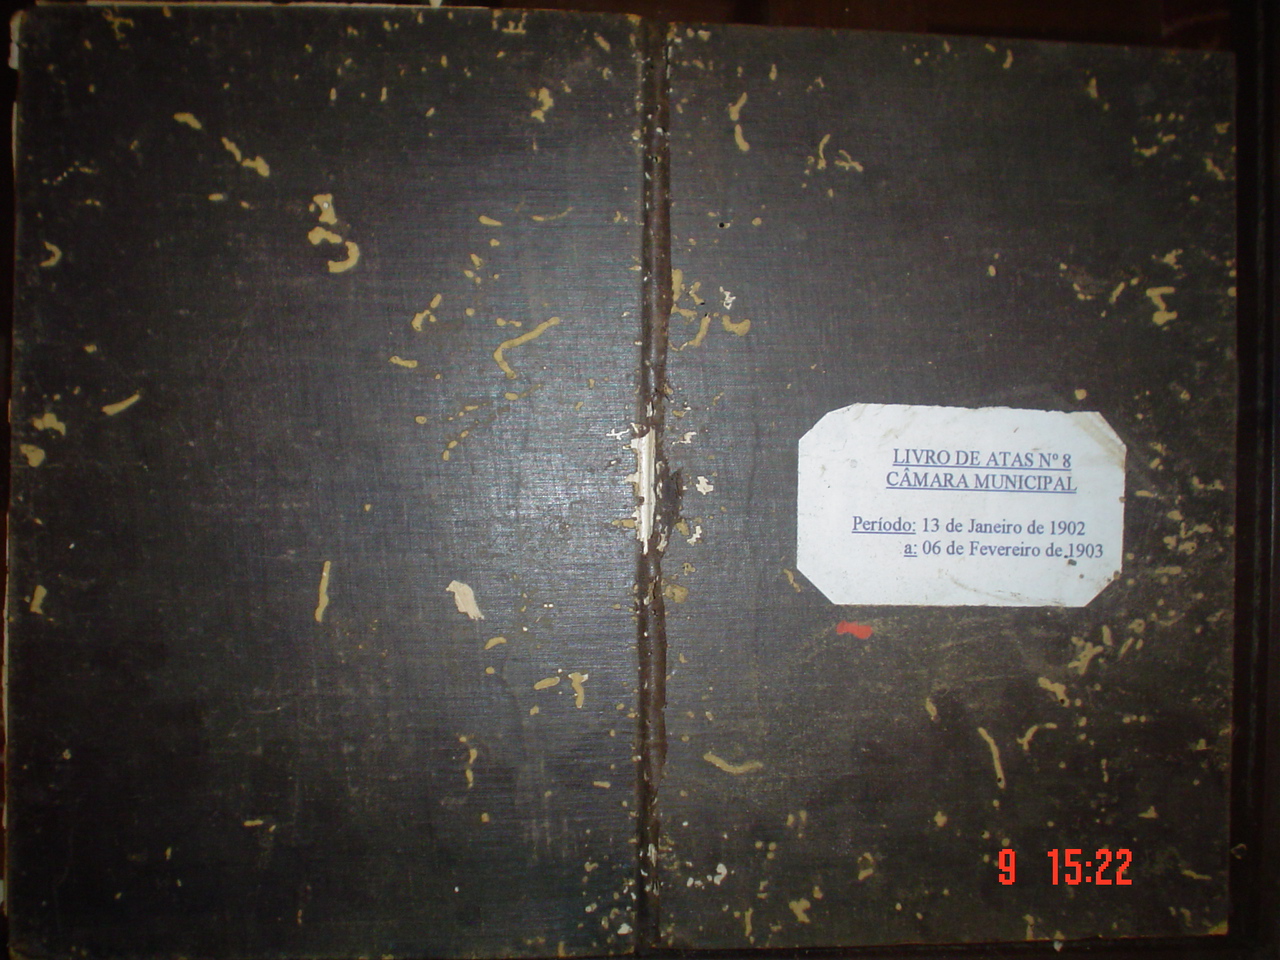 LIVRO DE ATAS Nº 8
CÂMARA MUNICIPAL
Período: 13 de Janeiro de 1902
a: 06 de Fevereiro de 1903
9 15:22